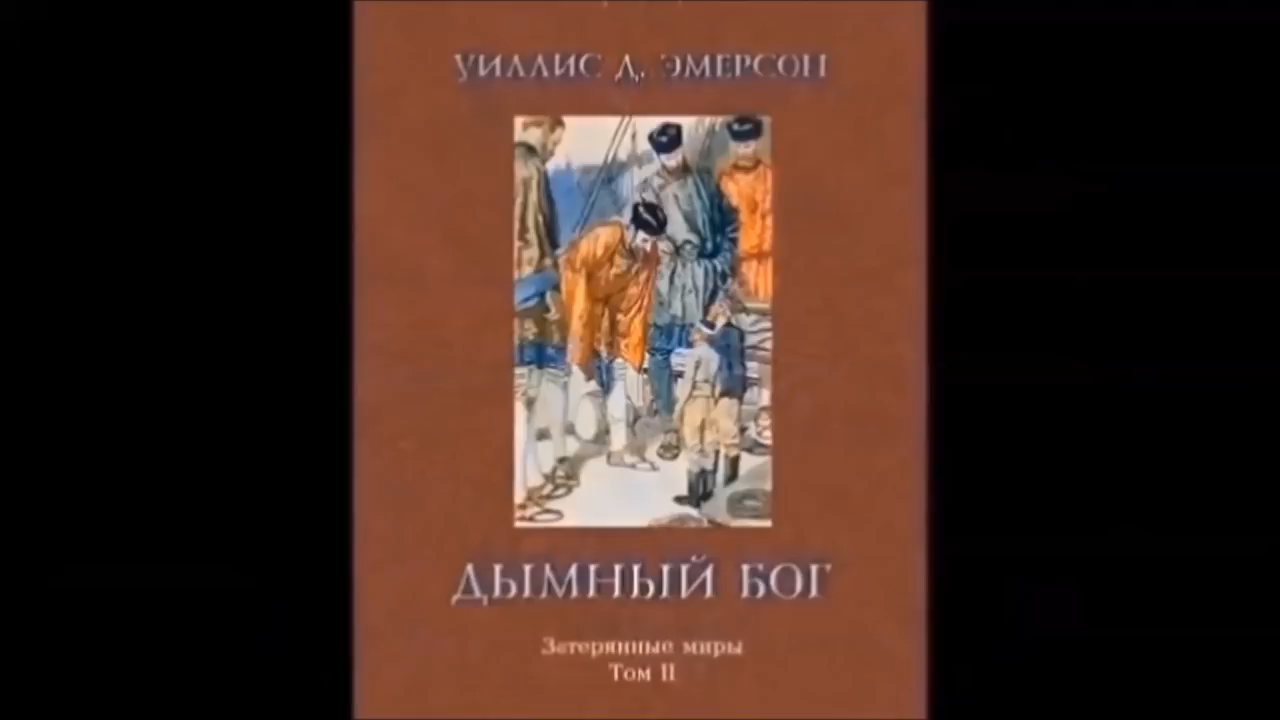 УИЛЛИС Д. ЭМЕРСОН
ДЫМНЫЙ БОГ
Затерянные миры
Том II